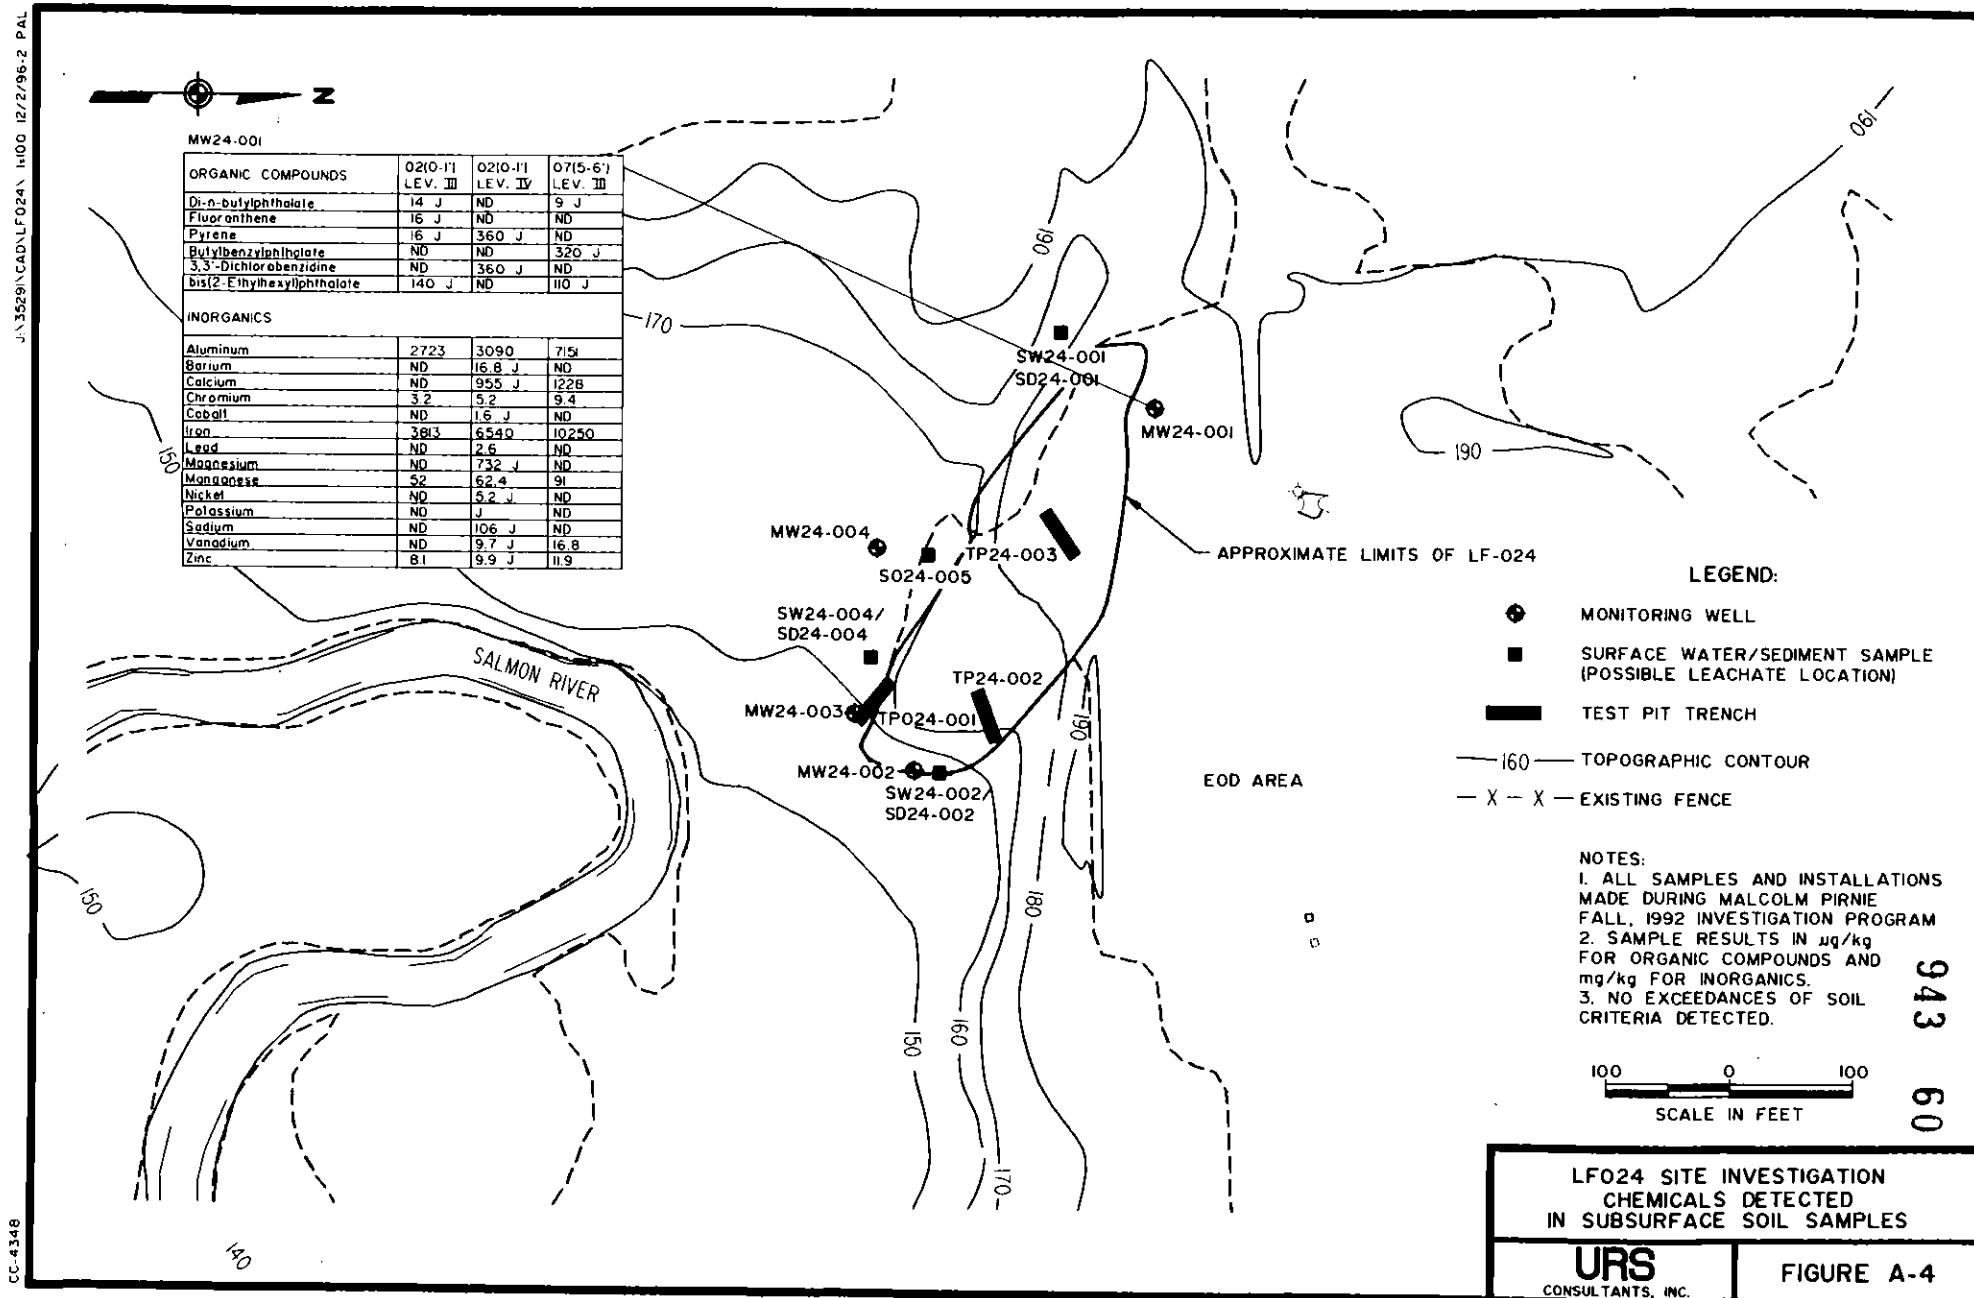 J:\35291\CAD\LF024\ 1:100 12/2/96-2 PAL
N
MW24-001
ORGANIC COMPOUNDS 02(0-1') LEV. III 02(0-1') LEV. IV 07(5-6') LEV. III
Di-n-butylphthalate 14 J ND 9 J
Fluoranthene 16 J ND ND
Pyrene 16 J 360 J ND
Butylbenzylphthalate ND ND 320 J
3,3'-Dichlorobenzidine ND 360 J ND
bis(2-Ethylhexyl)phthalate 140 J ND 110 J
INORGANICS
Aluminum 2723 3090 7151
Barium ND 16.8 J ND
Calcium ND 955 J 1228
Chromium 3.2 5.2 9.4
Cobalt ND 1.6 J ND
Iron 3813 6540 10250
Lead ND 2.6 ND
Magnesium ND 732 J ND
Manganese 52 62.4 91
Nickel ND 5.2 J ND
Potassium ND J ND
Sodium ND 106 J ND
Vanadium ND 9.7 J 16.8
Zinc 8.1 9.9 J 11.9
190
190
170
SW24-001
SD24-001
MW24-001
190
150
MW24-004
TP24-003
SO24-005
APPROXIMATE LIMITS OF LF-024
SW24-004/
SD24-004
SALMON RIVER
TP24-002
MW24-003
TP024-001
190
MW24-002
SW24-002/
SD24-002
EOD AREA
150
180
150
160
170
140
LEGEND:
MONITORING WELL
SURFACE WATER/SEDIMENT SAMPLE
(POSSIBLE LEACHATE LOCATION)
TEST PIT TRENCH
160 TOPOGRAPHIC CONTOUR
— X — X — EXISTING FENCE
NOTES:
1. ALL SAMPLES AND INSTALLATIONS
MADE DURING MALCOLM PIRNIE
FALL, 1992 INVESTIGATION PROGRAM
2. SAMPLE RESULTS IN µg/kg
FOR ORGANIC COMPOUNDS AND
mg/kg FOR INORGANICS.
3. NO EXCEEDANCES OF SOIL
CRITERIA DETECTED.
943 60
100 0 100
SCALE IN FEET
LF024 SITE INVESTIGATION
CHEMICALS DETECTED
IN SUBSURFACE SOIL SAMPLES
URS
CONSULTANTS, INC.
FIGURE A-4
CC-4348